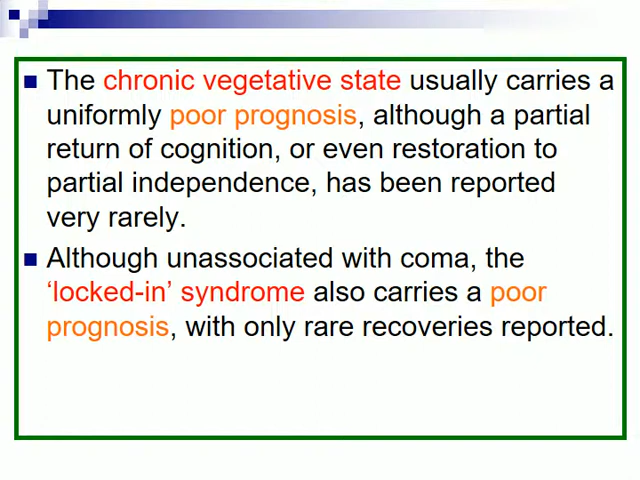 The chronic vegetative state usually carries a
uniformly poor prognosis, although a partial
return of cognition, or even restoration to
partial independence, has been reported
very rarely.
Although unassociated with coma, the
‘locked-in’ syndrome also carries a poor
prognosis, with only rare recoveries reported.